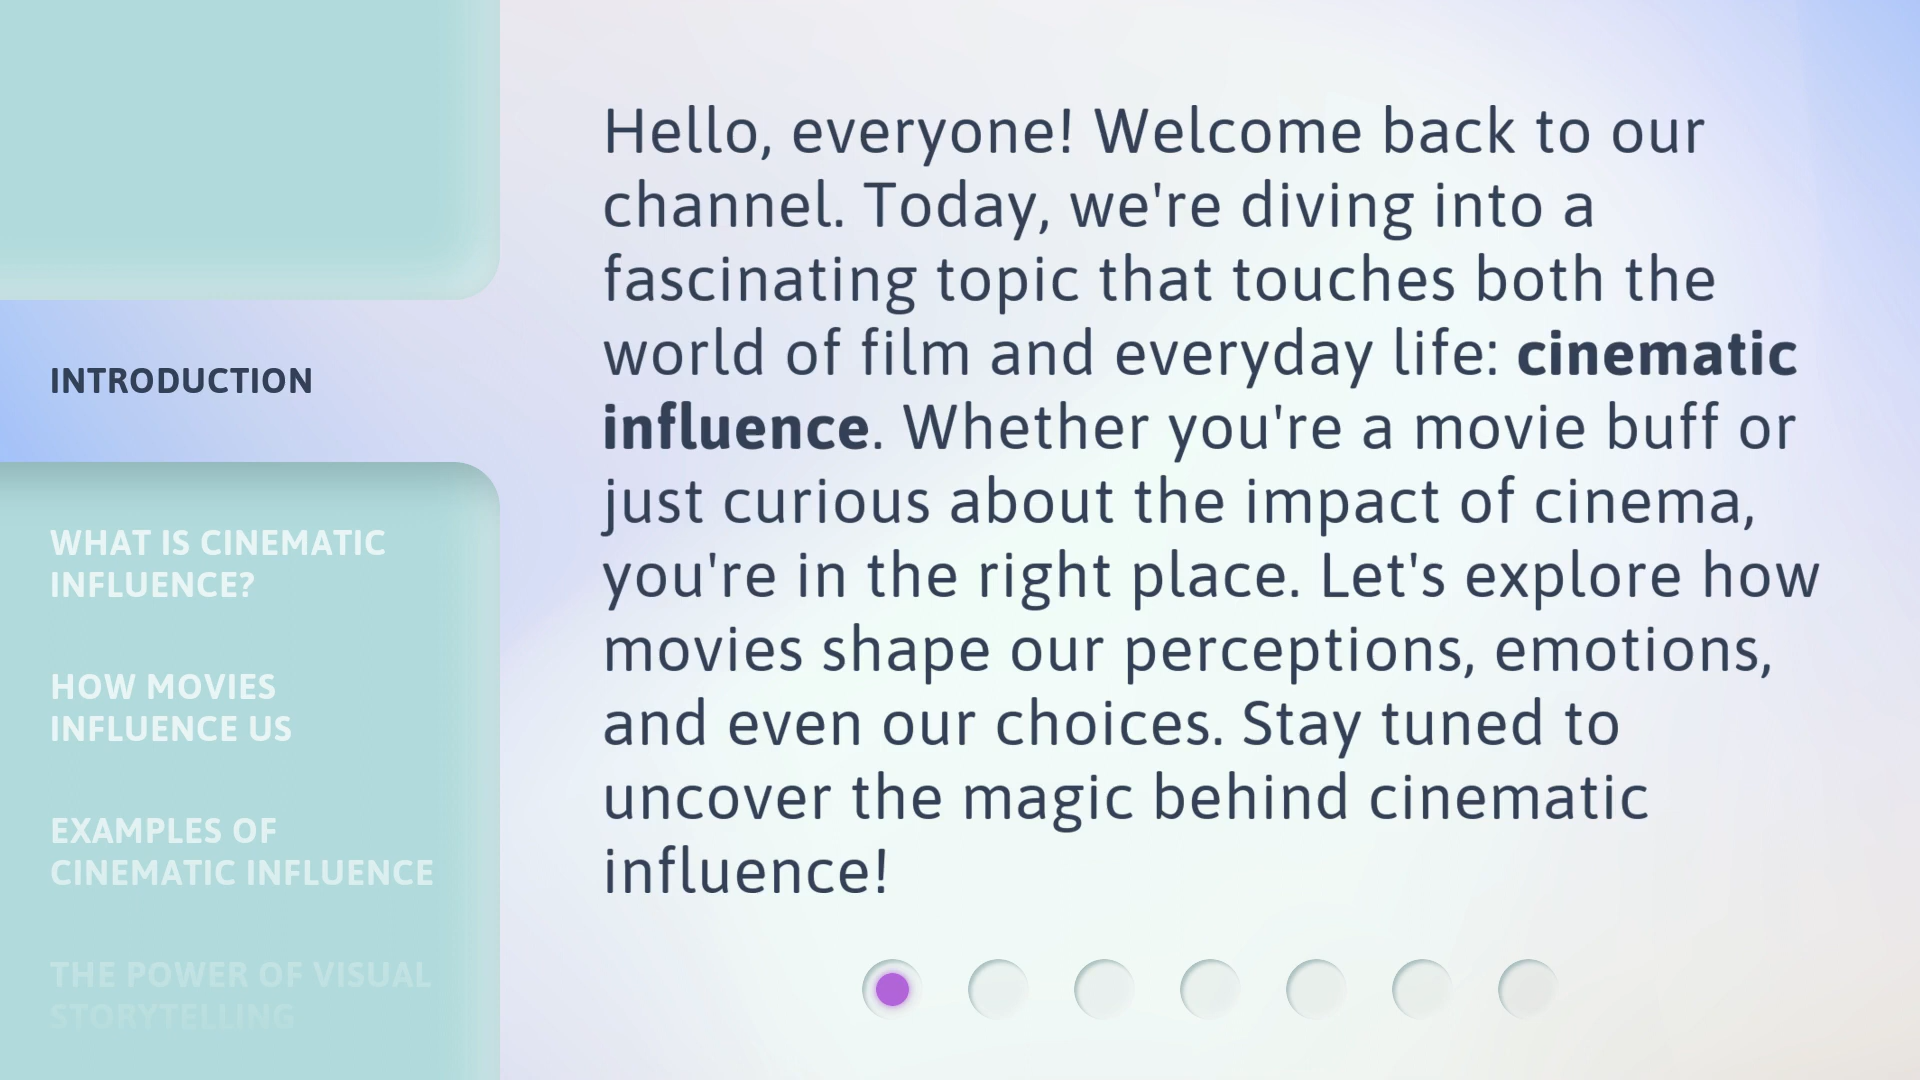 INTRODUCTION
WHAT IS CINEMATIC
INFLUENCE?
HOW MOVIES
INFLUENCE US
EXAMPLES OF
CINEMATIC INFLUENCE
THE POWER OF VISUAL
STORYTELLING
Hello, everyone! Welcome back to our
channel. Today, we're diving into a
fascinating topic that touches both the
world of film and everyday life: cinematic
influence. Whether you're a movie buff or
just curious about the impact of cinema,
you're in the right place. Let's explore how
movies shape our perceptions, emotions,
and even our choices. Stay tuned to
uncover the magic behind cinematic
influence!